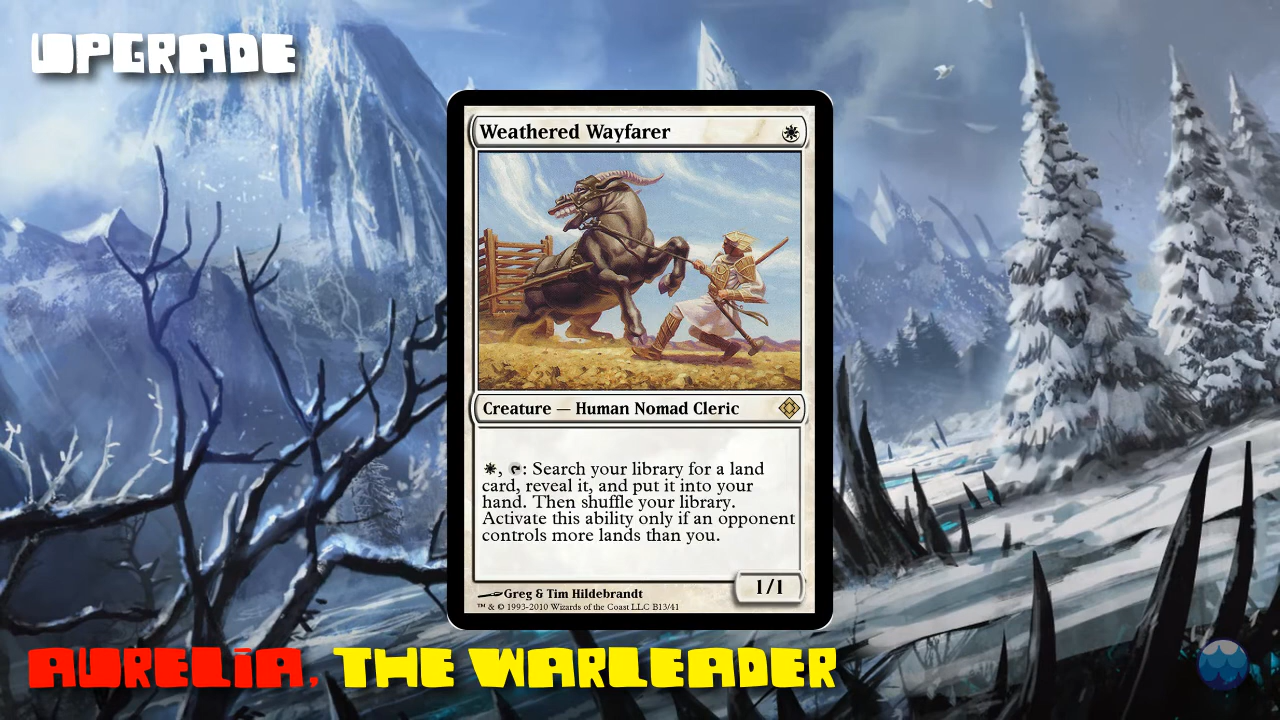 UPGRADE
Weathered Wayfarer
Creature — Human Nomad Cleric
, : Search your library for a land
card, reveal it, and put it into your
hand. Then shuffle your library.
Activate this ability only if an opponent
controls more lands than you.
1/1
Greg & Tim Hildebrandt
™ & © 1993-2010 Wizards of the Coast LLC B13/41
AURELIA, THE WARLEADER